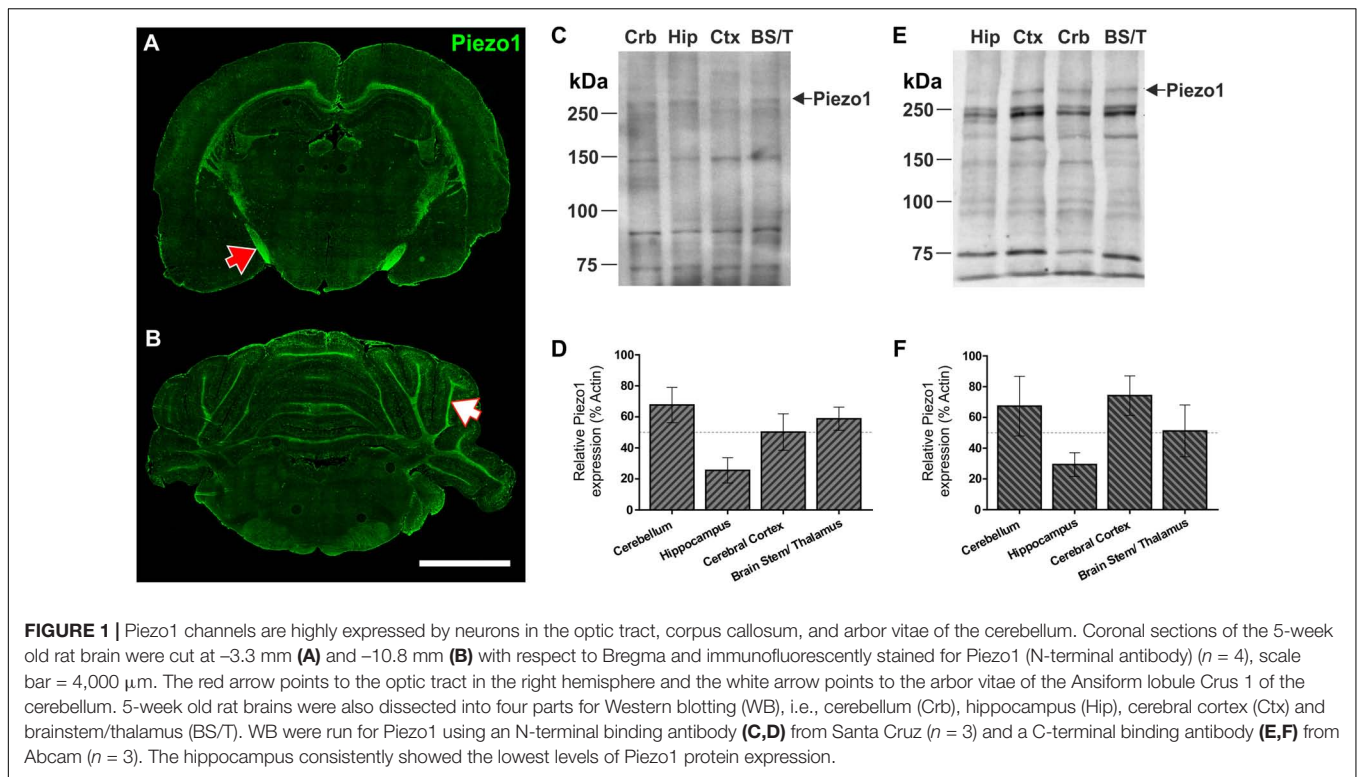 A
Piezo1
B
C
Crb Hip Ctx BS/T
kDa
Piezo1
250
150
100
75
E
Hip Ctx Crb BS/T
kDa
Piezo1
250
150
100
75
D
Relative Piezo1
expression (% Actin)
100
80
60
40
20
0
Cerebellum
Hippocampus
Cerebral Cortex
Brain Stem/ Thalamus
F
Relative Piezo1
expression (% Actin)
100
80
60
40
20
0
Cerebellum
Hippocampus
Cerebral Cortex
Brain Stem/ Thalamus
FIGURE 1 | Piezo1 channels are highly expressed by neurons in the optic tract, corpus callosum, and arbor vitae of the cerebellum. Coronal sections of the 5-week
old rat brain were cut at –3.3 mm (A) and –10.8 mm (B) with respect to Bregma and immunofluorescently stained for Piezo1 (N-terminal antibody) (n = 4), scale
bar = 4,000 μm. The red arrow points to the optic tract in the right hemisphere and the white arrow points to the arbor vitae of the Ansiform lobule Crus 1 of the
cerebellum. 5-week old rat brains were also dissected into four parts for Western blotting (WB), i.e., cerebellum (Crb), hippocampus (Hip), cerebral cortex (Ctx) and
brainstem/thalamus (BS/T). WB were run for Piezo1 using an N-terminal binding antibody (C,D) from Santa Cruz (n = 3) and a C-terminal binding antibody (E,F) from
Abcam (n = 3). The hippocampus consistently showed the lowest levels of Piezo1 protein expression.